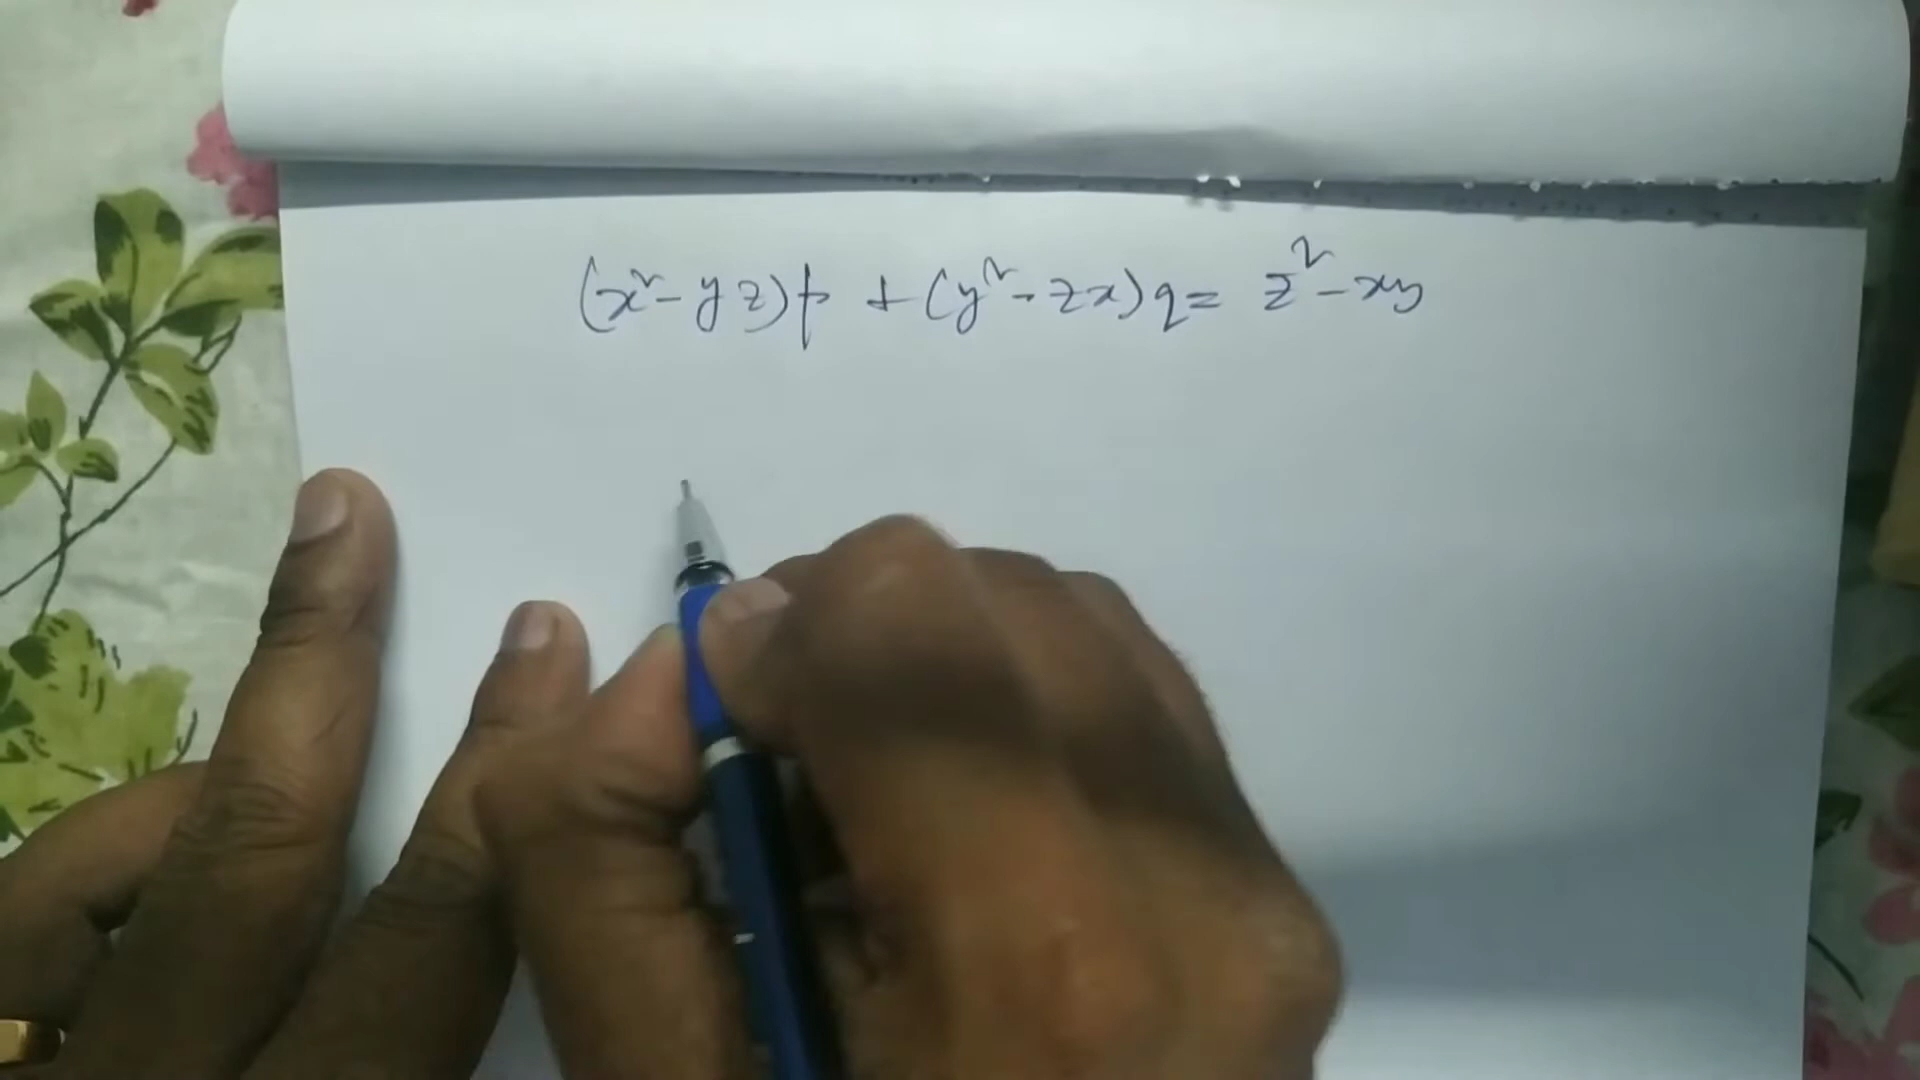 (x²-yz)p + (y²-zx)q= z²-xy